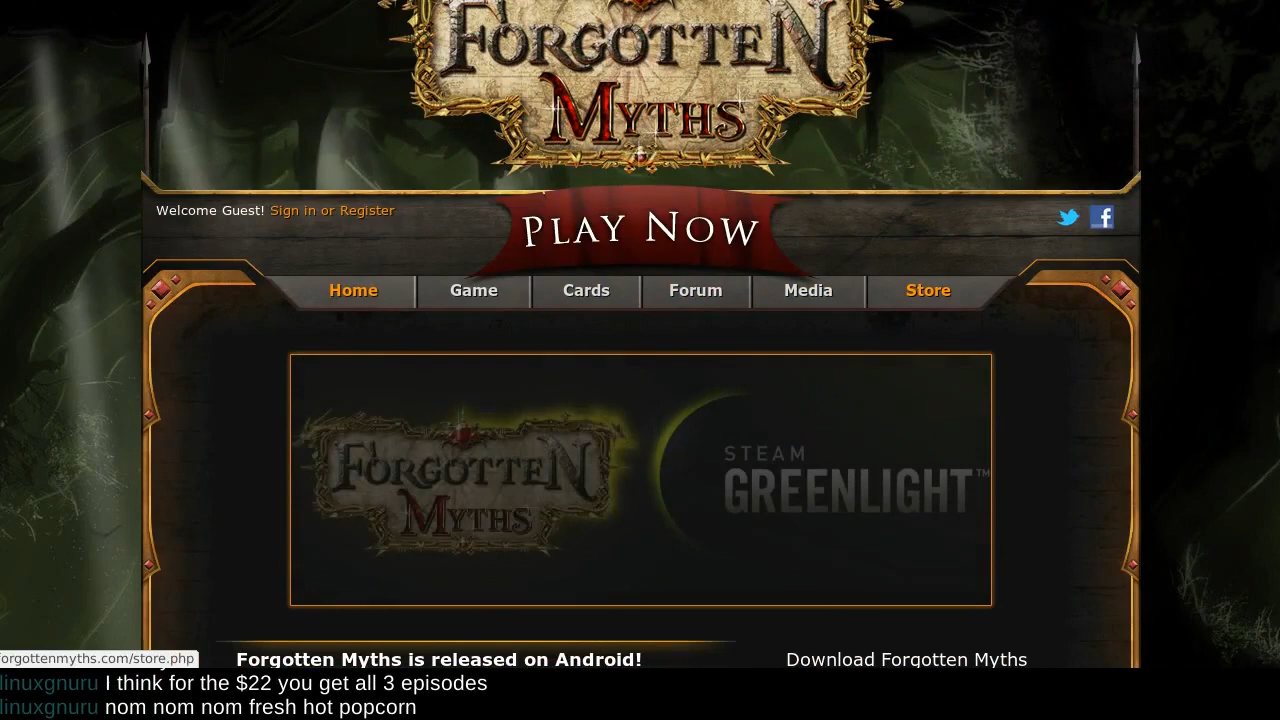 FORGOTTEN
MYTHS
Welcome Guest! Sign in or Register
PLAY NOW
f
Home Game Cards Forum Media Store
FORGOTTEN
MYTHS
STEAM
GREENLIGHT™
forgottenmyths.com/store.php
Forgotten Myths is released on Android!
Download Forgotten Myths
linuxgnuru I think for the $22 you get all 3 episodes
linuxgnuru nom nom nom fresh hot popcorn